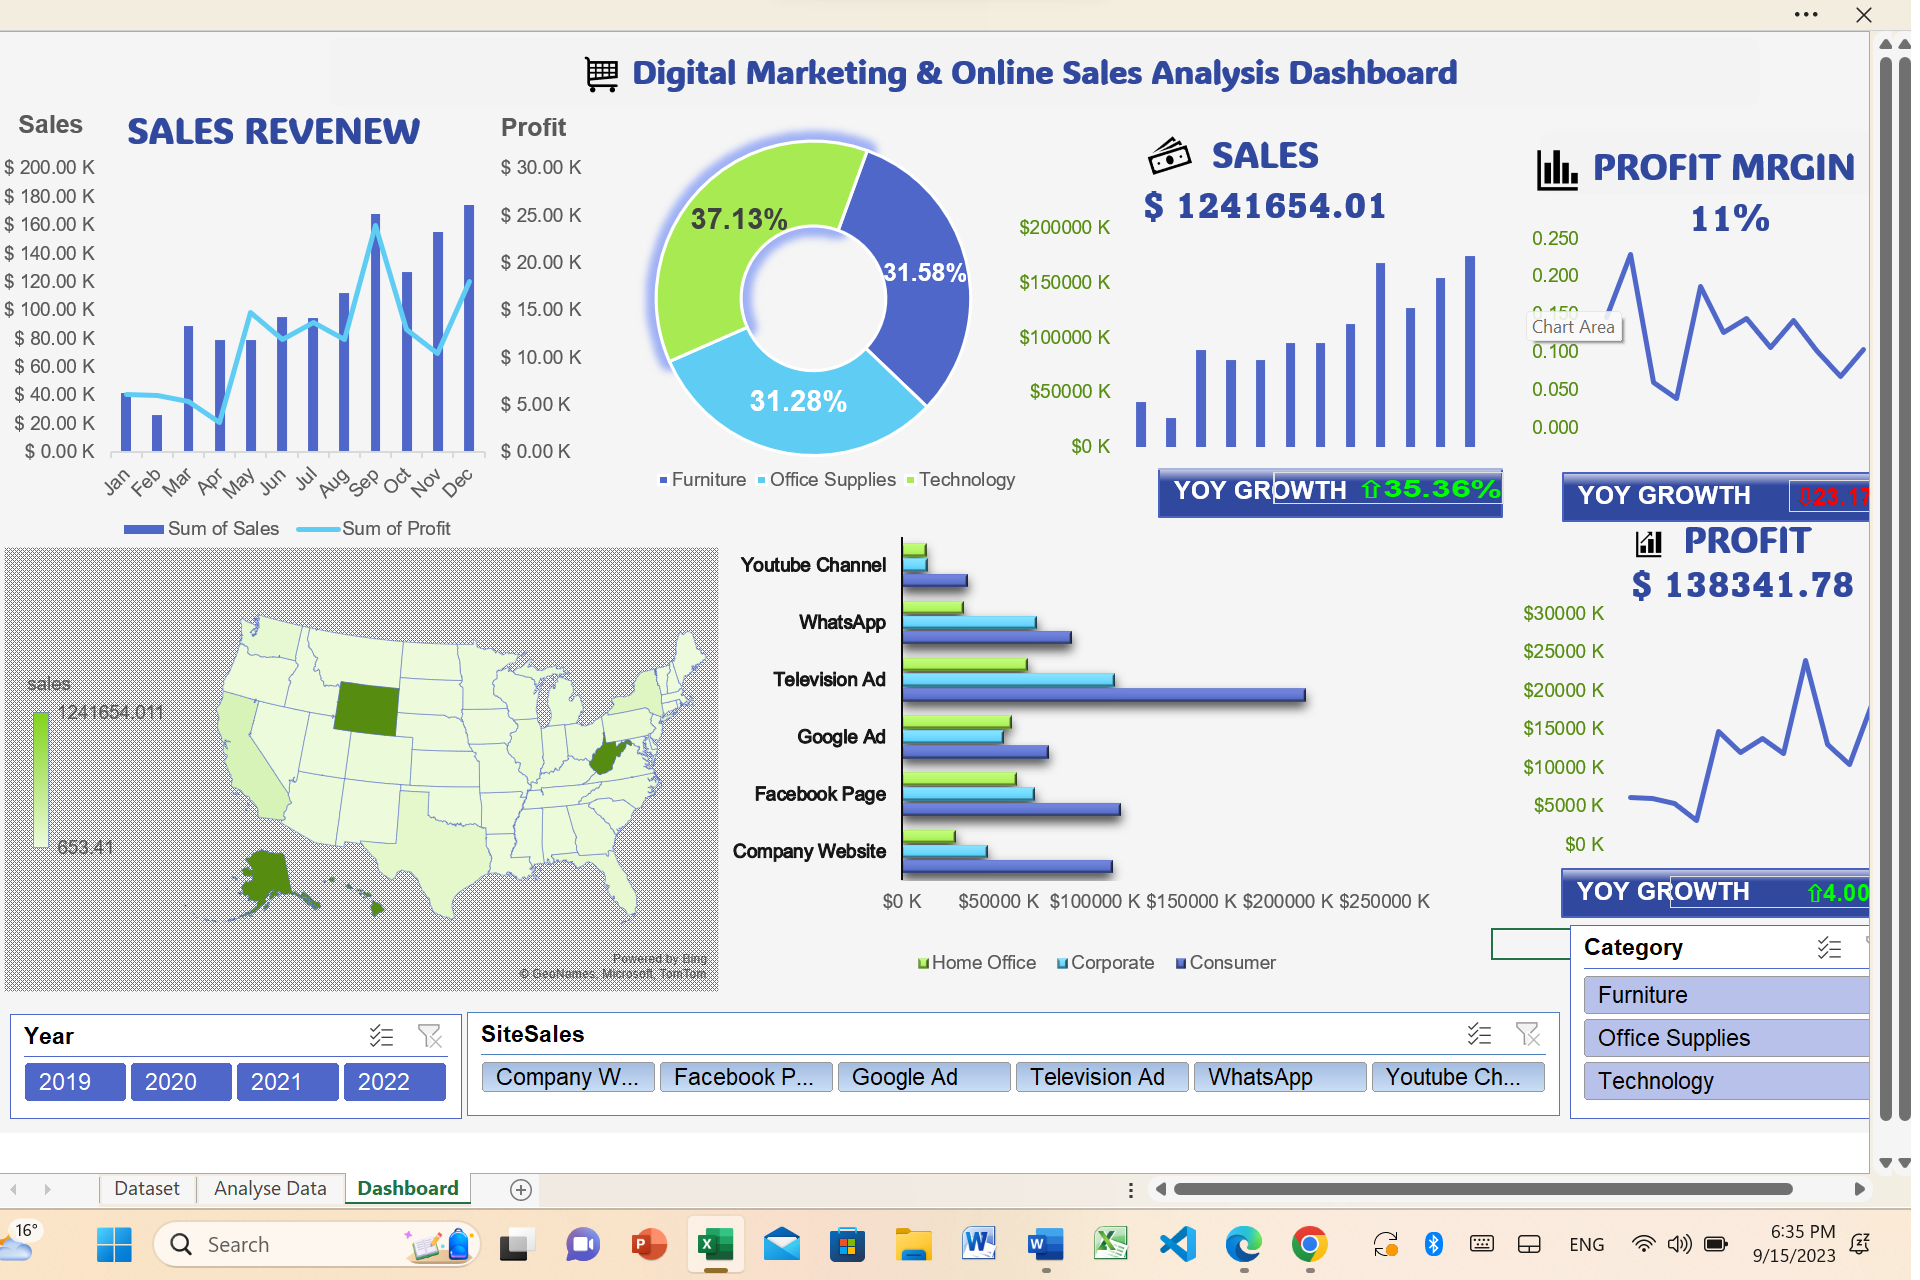 Digital Marketing & Online Sales Analysis Dashboard
Sales
SALES REVENEW
Profit
$ 200.00 K
$ 180.00 K
$ 160.00 K
$ 140.00 K
$ 120.00 K
$ 100.00 K
$ 80.00 K
$ 60.00 K
$ 40.00 K
$ 20.00 K
$ 0.00 K
$ 30.00 K
$ 25.00 K
$ 20.00 K
$ 15.00 K
$ 10.00 K
$ 5.00 K
$ 0.00 K
Jan Feb Mar Apr May Jun Jul Aug Sep Oct Nov Dec
Sum of Sales Sum of Profit
37.13%
31.58%
31.28%
Furniture Office Supplies Technology
SALES
$ 1241654.01
$200000 K
$150000 K
$100000 K
$50000 K
$0 K
YOY GROWTH ⇧35.36%
PROFIT MRGIN
11%
0.250
0.200
0.150
Chart Area
0.100
0.050
0.000
YOY GROWTH ⇩23.17
sales
1241654.011
653.41
Powered by Bing
© GeoNames, Microsoft, TomTom
Youtube Channel
WhatsApp
Television Ad
Google Ad
Facebook Page
Company Website
$0 K $50000 K $100000 K $150000 K $200000 K $250000 K
Home Office Corporate Consumer
PROFIT
$ 138341.78
$30000 K
$25000 K
$20000 K
$15000 K
$10000 K
$5000 K
$0 K
YOY GROWTH ⇧4.00
Category
Furniture
Office Supplies
Technology
Year
2019 2020 2021 2022
SiteSales
Company W... Facebook P... Google Ad Television Ad WhatsApp Youtube Ch...
Dataset Analyse Data Dashboard
16°
Search
ENG
6:35 PM
9/15/2023